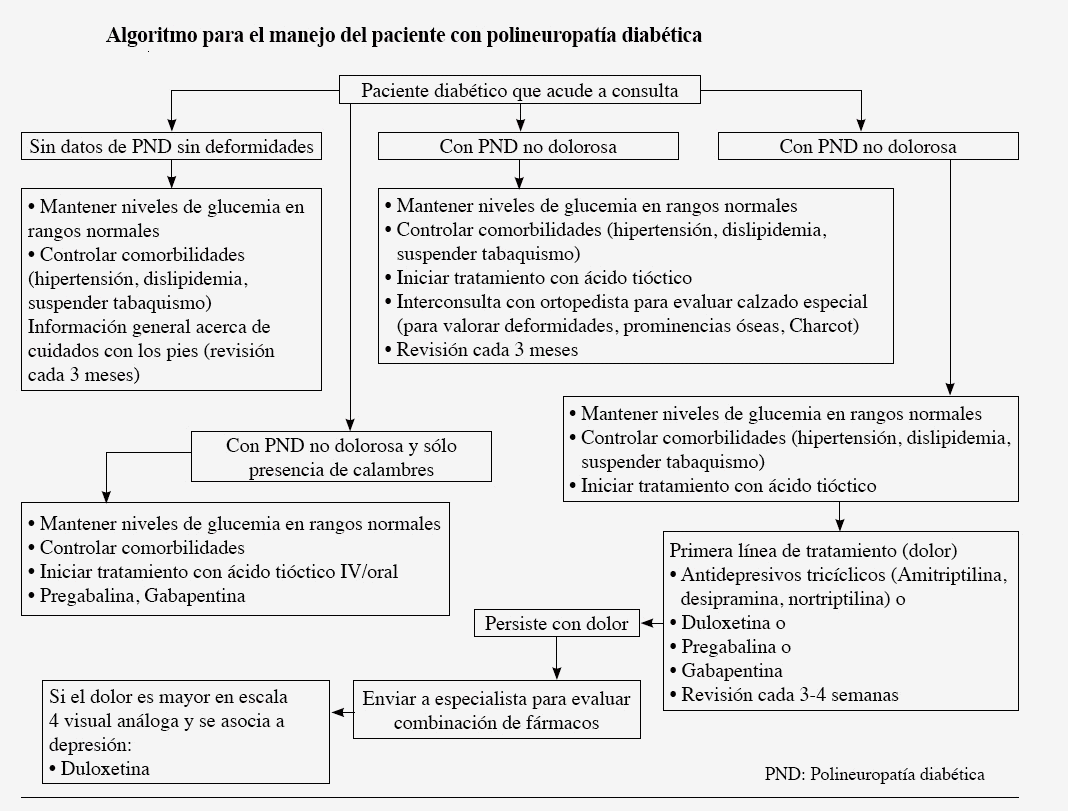 Algoritmo para el manejo del paciente con polineuropatía diabética
Paciente diabético que acude a consulta
Sin datos de PND sin deformidades
Con PND no dolorosa
Con PND no dolorosa
• Mantener niveles de glucemia en
rangos normales
• Controlar comorbilidades
(hipertensión, dislipidemia,
suspender tabaquismo)
Información general acerca de
cuidados con los pies (revisión
cada 3 meses)
• Mantener niveles de glucemia en rangos normales
• Controlar comorbilidades (hipertensión, dislipidemia,
suspender tabaquismo)
• Iniciar tratamiento con ácido tióctico
• Interconsulta con ortopedista para evaluar calzado especial
(para valorar deformidades, prominencias óseas, Charcot)
• Revisión cada 3 meses
• Mantener niveles de glucemia en rangos normales
• Controlar comorbilidades (hipertensión, dislipidemia,
suspender tabaquismo)
• Iniciar tratamiento con ácido tióctico
Con PND no dolorosa y sólo
presencia de calambres
• Mantener niveles de glucemia en rangos normales
• Controlar comorbilidades
• Iniciar tratamiento con ácido tióctico IV/oral
• Pregabalina, Gabapentina
Primera línea de tratamiento (dolor)
• Antidepresivos tricíclicos (Amitriptilina,
desipramina, nortriptilina) o
• Duloxetina o
• Pregabalina o
• Gabapentina
• Revisión cada 3-4 semanas
Persiste con dolor
Enviar a especialista para evaluar
combinación de fármacos
Si el dolor es mayor en escala
4 visual análoga y se asocia a
depresión:
• Duloxetina
PND: Polineuropatía diabética